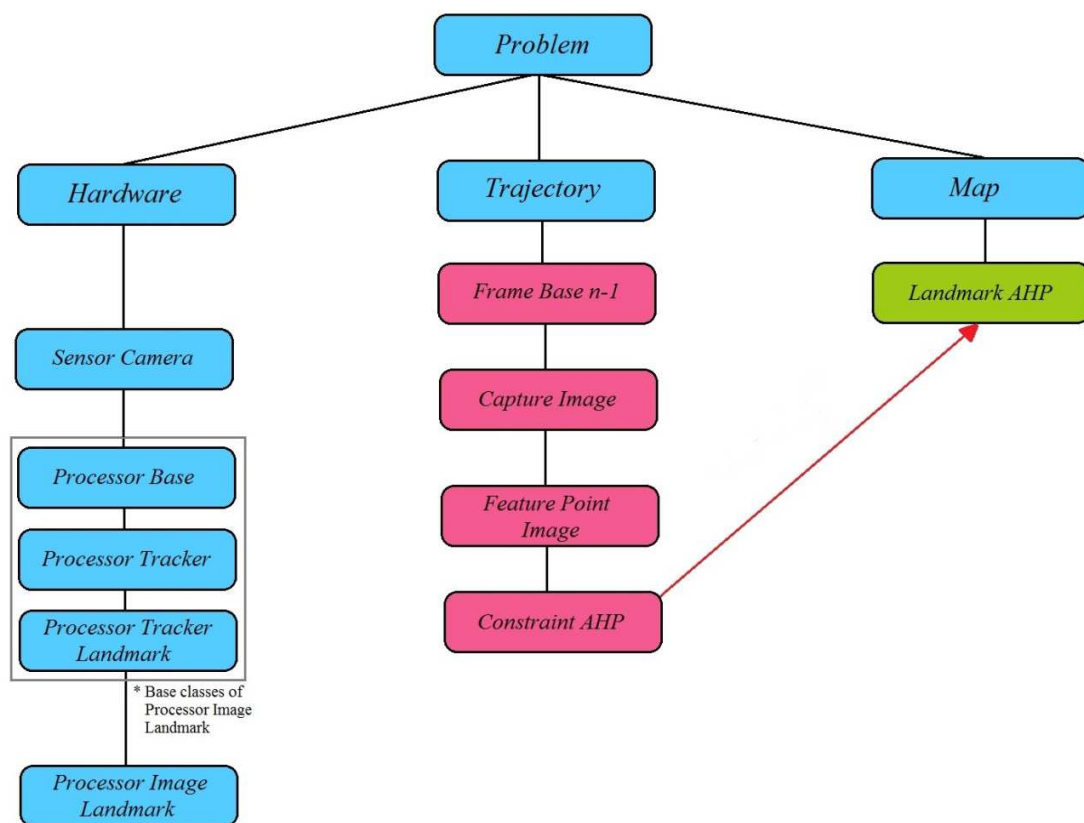 Problem
Hardware
Trajectory
Map
Frame Base n-1
Landmark AHP
Sensor Camera
Capture Image
Processor Base
Feature Point
Image
Processor Tracker
Constraint AHP
Processor Tracker
Landmark
* Base classes of
Processor Image
Landmark
Processor Image
Landmark